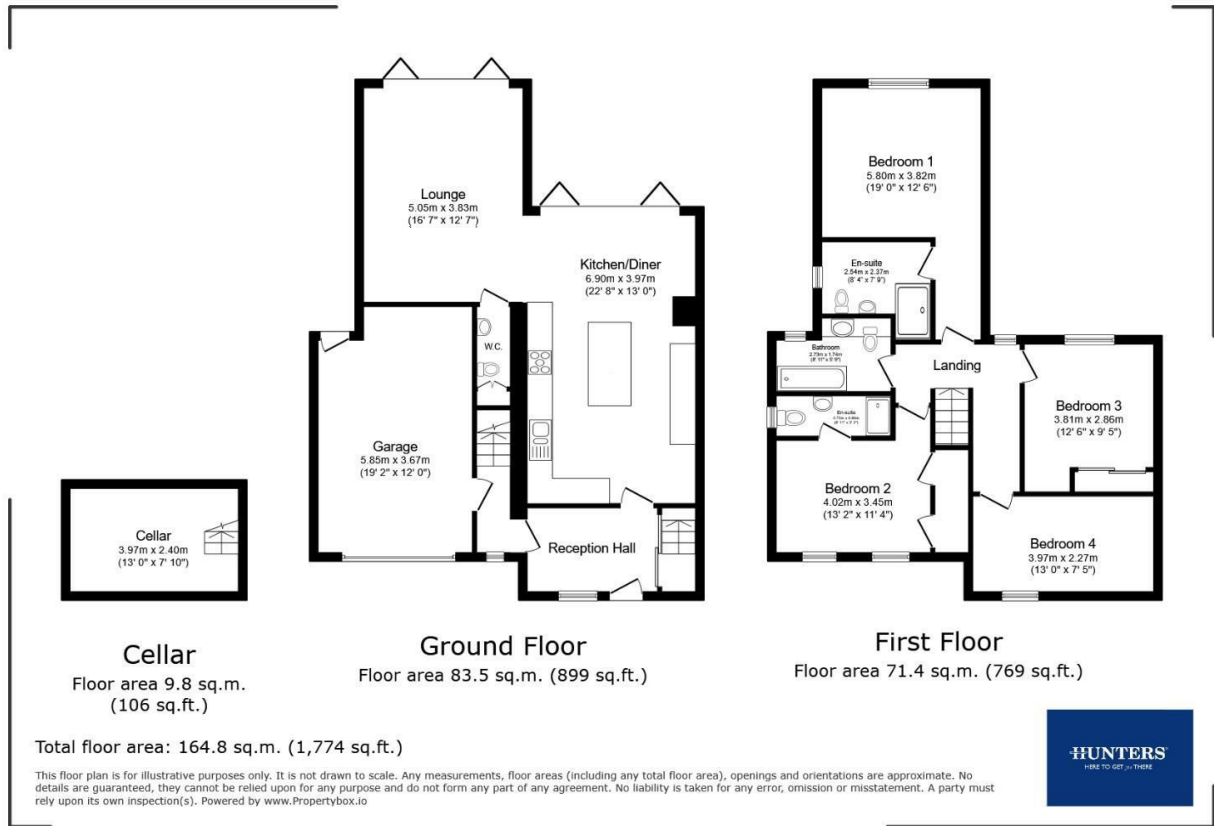 Lounge
5.05m x 3.83m
(16' 7" x 12' 7")
Kitchen/Diner
6.90m x 3.97m
(22' 8" x 13' 0")
W.C.
Garage
5.85m x 3.67m
(19' 2" x 12' 0")
Reception Hall
Bedroom 1
5.80m x 3.82m
(19' 0" x 12' 6")
En-suite
2.54m x 2.37m
(8' 4" x 7' 9")
Bathroom
2.73m x 1.74m
(8' 11" x 5' 9")
Landing
En-suite
Bedroom 3
3.81m x 2.86m
(12' 6" x 9' 5")
Bedroom 2
4.02m x 3.45m
(13' 2" x 11' 4")
Bedroom 4
3.97m x 2.27m
(13' 0" x 7' 5")
Cellar
3.97m x 2.40m
(13' 0" x 7' 10")
Cellar
Floor area 9.8 sq.m.
(106 sq.ft.)
Ground Floor
Floor area 83.5 sq.m. (899 sq.ft.)
First Floor
Floor area 71.4 sq.m. (769 sq.ft.)
Total floor area: 164.8 sq.m. (1,774 sq.ft.)
This floor plan is for illustrative purposes only. It is not drawn to scale. Any measurements, floor areas (including any total floor area), openings and orientations are approximate. No
details are guaranteed, they cannot be relied upon for any purpose and do not form any part of any agreement. No liability is taken for any error, omission or misstatement. A party must
rely upon its own inspection(s). Powered by www.Propertybox.io
HUNTERS
HERE TO GET you THERE